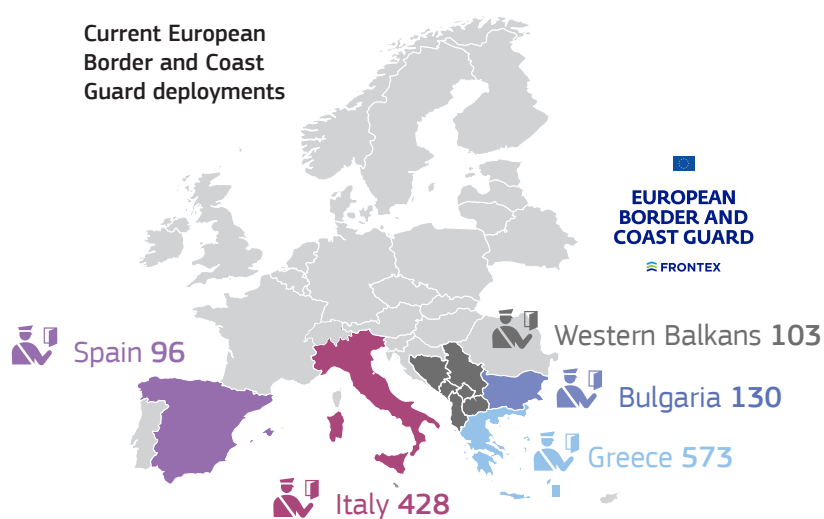 Current European
Border and Coast
Guard deployments
EUROPEAN
BORDER AND
COAST GUARD
FRONTEX
Western Balkans 103
Spain 96
Bulgaria 130
Greece 573
Italy 428